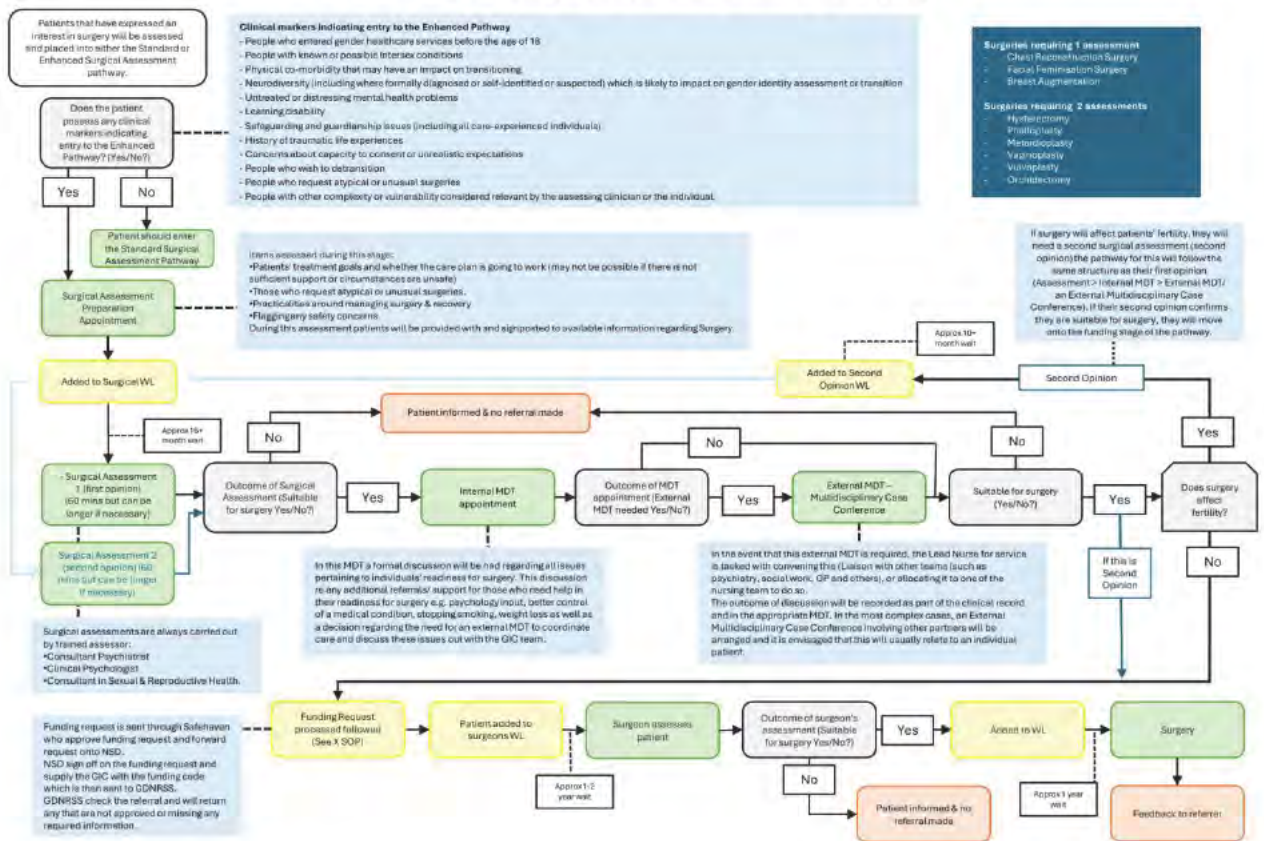 Patients that have expressed an
interest in surgery will be assessed
and placed into either the Standard or
Enhanced Surgical Assessment
pathway.
Does the patient
possess any clinical
markers indicating
entry to the Enhanced
Pathway? (Yes/No?)
Yes
No
Patient should enter
the Standard Surgical
Assessment Pathway
Clinical markers indicating entry to the Enhanced Pathway
- People who entered gender healthcare services before the age of 18
- People with known or possible Intersex conditions
- Physical co-morbidity that may have an impact on transitioning
- Neurodiversity (including where formally diagnosed or self-identified or suspected) which is likely to impact on gender identity assessment or transition
- Untreated or distressing mental health problems
- Learning disability
- Safeguarding and guardianship issues (including all care-experienced individuals)
- History of traumatic life experiences
- Concerns about capacity to consent or unrealistic expectations
- People who wish to detransition
- People who request atypical or unusual surgeries
- People with other complexity or vulnerability considered relevant by the assessing clinician or the individual.
Surgeries requiring 1 assessment
- Chest Reconstruction Surgery
- Facial Feminisation Surgery
- Breast Augmentation
Surgeries requiring 2 assessments
- Hysterectomy
- Phalloplasty
- Metoidioplasty
- Vaginoplasty
- Vulvoplasty
- Orchidectomy
Surgical Assessment
Preparation
Appointment
Items assessed during this stage:
•Patients' treatment goals and whether the care plan is going to work (may not be possible if there is not
sufficient support or circumstances are unsafe)
•Those who request atypical or unusual surgeries.
•Practicalities around managing surgery & recovery
•Flagging any safety concerns
During this assessment patients will be provided with and signposted to available information regarding Surgery.
If surgery will affect patients' fertility, they will
need a second surgical assessment (second
opinion) the pathway for this will follow the
same structure as their first opinion
(Assessment > Internal MDT > External MDT/
an External Multidisciplinary Case
Conference). If their second opinion confirms
they are suitable for surgery, they will move
onto the funding stage of the pathway.
Added to Surgical WL
Approx 10+
month wait
Added to Second
Opinion WL
Second Opinion
Approx 16+
month wait
No
Patient informed & no referral made
No
No
Yes
- Surgical Assessment
1 (first opinion)
(60 mins but can be
longer if necessary)
Outcome of Surgical
Assessment (Suitable
for surgery Yes/No?)
Yes
Internal MDT
appointment
Outcome of MDT
appointment (External
MDT needed Yes/No?)
Yes
External MDT –
Multidisciplinary Case
Conference
Suitable for surgery
(Yes/No?)
Yes
Does surgery
effect
fertility?
Surgical Assessment 2
(second opinion) (60
mins but can be longer
if necessary)
If this is
Second
Opinion
No
In this MDT a formal discussion will be had regarding all issues
pertaining to individuals' readiness for surgery. This discussion
re any additional referrals/ support for those who need help in
their readiness for surgery e.g. psychology input, better control
of a medical condition, stopping smoking, weight loss as well as
a decision regarding the need for an external MDT to coordinate
care and discuss these issues out with the GIC team.
In the event that this external MDT is required, the Lead Nurse for service
is tasked with convening this (Liaison with other teams (such as
psychiatry, social work, GP and others), or allocating it to one of the
nursing team to do so.
The outcome of discussion will be recorded as part of the clinical record
and in the appropriate MDT. In the most complex cases, an External
Multidisciplinary Case Conference involving other partners will be
arranged and it is envisaged that this will usually relate to an individual
patient.
Surgical assessments are always carried out
by trained assessor:
•Consultant Psychiatrist
•Clinical Psychologist
•Consultant in Sexual & Reproductive Health.
Funding request is sent through Safehaven
who approve funding request and forward
request onto NSD.
NSD sign off on the funding request and
supply the GIC with the funding code
which is then sent to GDNRSS.
GDNRSS check the referral and will return
any that are not approved or missing any
required information.
Funding Request
processed followed
(See X SOP)
Patient added to
surgeons WL
Approx 1-2
year wait
Surgeon assesses
patient
Outcome of surgeon's
assessment (Suitable
for surgery Yes/No?)
Yes
Added to WL
Approx 1 year
wait
Surgery
No
Patient informed & no
referral made
Feedback to referrer